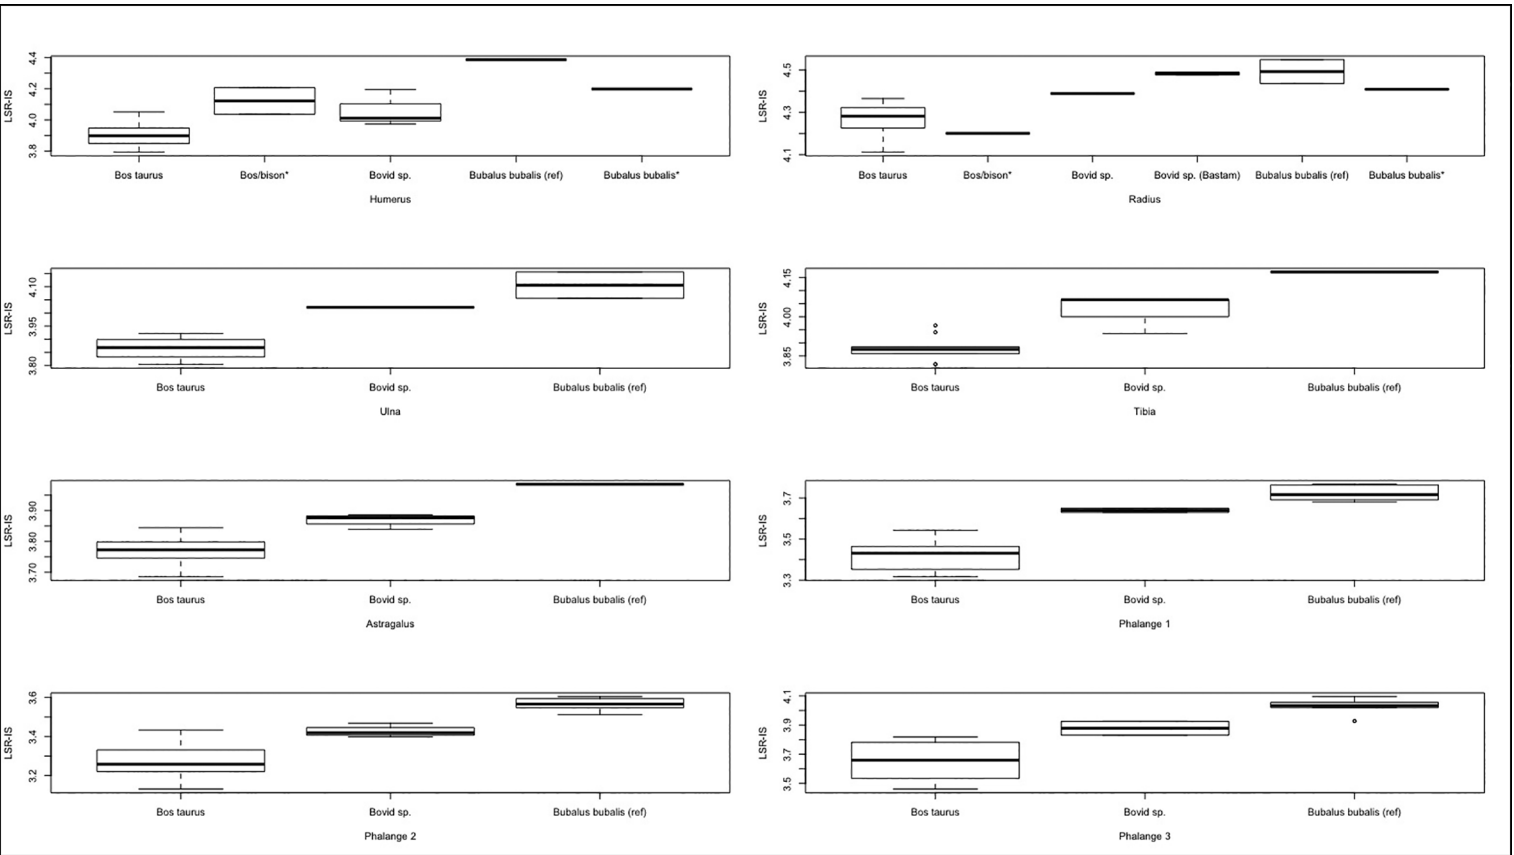 LSR-IS
4.4
4.2
4.0
3.8
Bos taurus
Bos/bison*
Bovid sp.
Bubalus bubalis (ref)
Bubalus bubalis*
Humerus
LSR-IS
4.5
4.3
4.1
Bos taurus
Bos/bison*
Bovid sp.
Bovid sp. (Bastam)
Bubalus bubalis (ref)
Bubalus bubalis*
Radius
LSR-IS
4.10
3.95
3.80
Bos taurus
Bovid sp.
Bubalus bubalis (ref)
Ulna
LSR-IS
4.15
4.00
3.85
Bos taurus
Bovid sp.
Bubalus bubalis (ref)
Tibia
LSR-IS
3.90
3.80
3.70
Bos taurus
Bovid sp.
Bubalus bubalis (ref)
Astragalus
LSR-IS
3.7
3.5
3.3
Bos taurus
Bovid sp.
Bubalus bubalis (ref)
Phalange 1
LSR-IS
3.6
3.4
3.2
Bos taurus
Bovid sp.
Bubalus bubalis (ref)
Phalange 2
LSR-IS
4.1
3.9
3.7
3.5
Bos taurus
Bovid sp.
Bubalus bubalis (ref)
Phalange 3